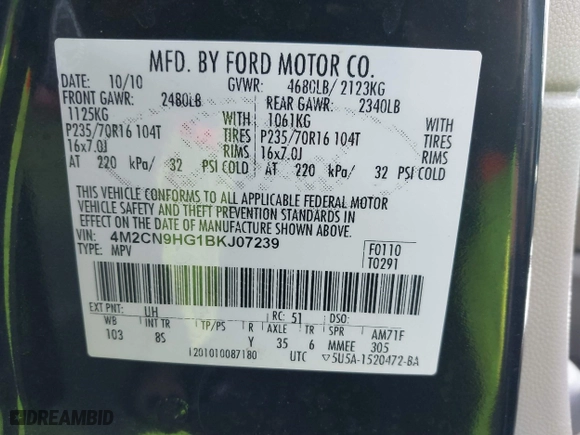 MFD. BY FORD MOTOR CO.
DATE: 10/10 GVWR: 4680LB/ 2123KG
FRONT GAWR: 2480LB REAR GAWR: 2340LB
1125KG WITH 1061KG WITH
P235/70R16 104T TIRES P235/70R16 104T TIRES
16x7.0J RIMS 16x7.0J RIMS
AT 220 kPa/ 32 PSI COLD AT 220 kPa/ 32 PSI COLD
THIS VEHICLE CONFORMS TO ALL APPLICABLE FEDERAL MOTOR
VEHICLE SAFETY AND THEFT PREVENTION STANDARDS IN
EFFECT ON THE DATE OF MANUFACTURE SHOWN ABOVE.
VIN: 4M2CN9HG1BKJ07239 F0110
TYPE: MPV T0291
EXT PNT: UH RC: 51 DSO:
WB INT TR TP/PS R AXLE TR SPR AM71F
103 8S Y 35 6 MMEE 305
120101008718​0 UTC ▽5U5A-1520472-BA
DREAMBID